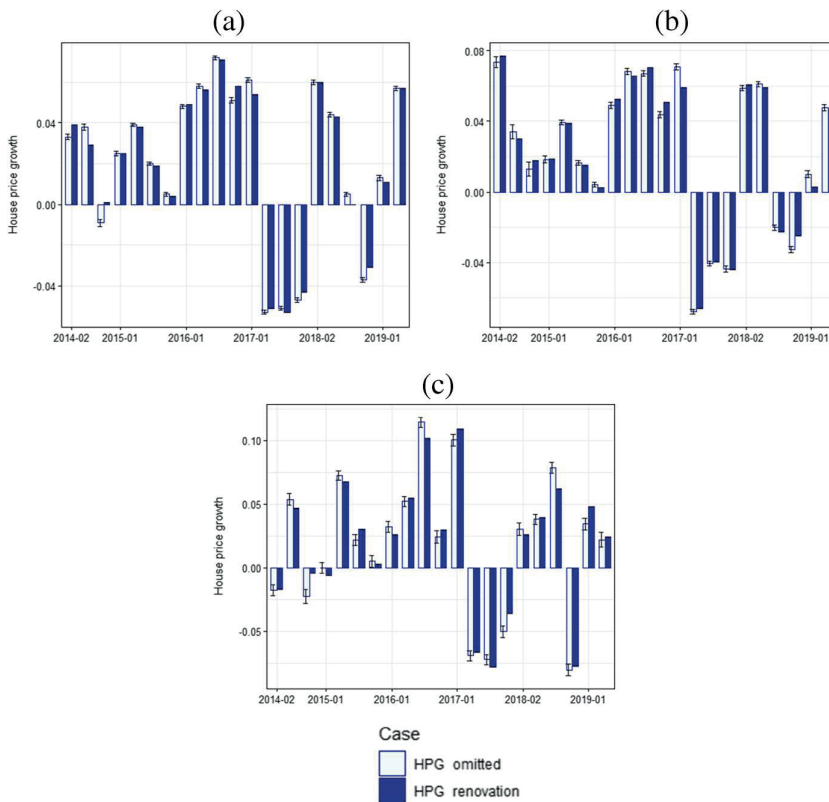 (a)
House price growth
0.04
0.00
-0.04
2014-02 2015-01 2016-01 2017-01 2018-02 2019-01
(b)
House price growth
0.08
0.04
0.00
-0.04
2014-02 2015-01 2016-01 2017-01 2018-02 2019-01
(c)
House price growth
0.10
0.05
0.00
-0.05
2014-02 2015-01 2016-01 2017-01 2018-02 2019-01
Case
HPG omitted
HPG renovation